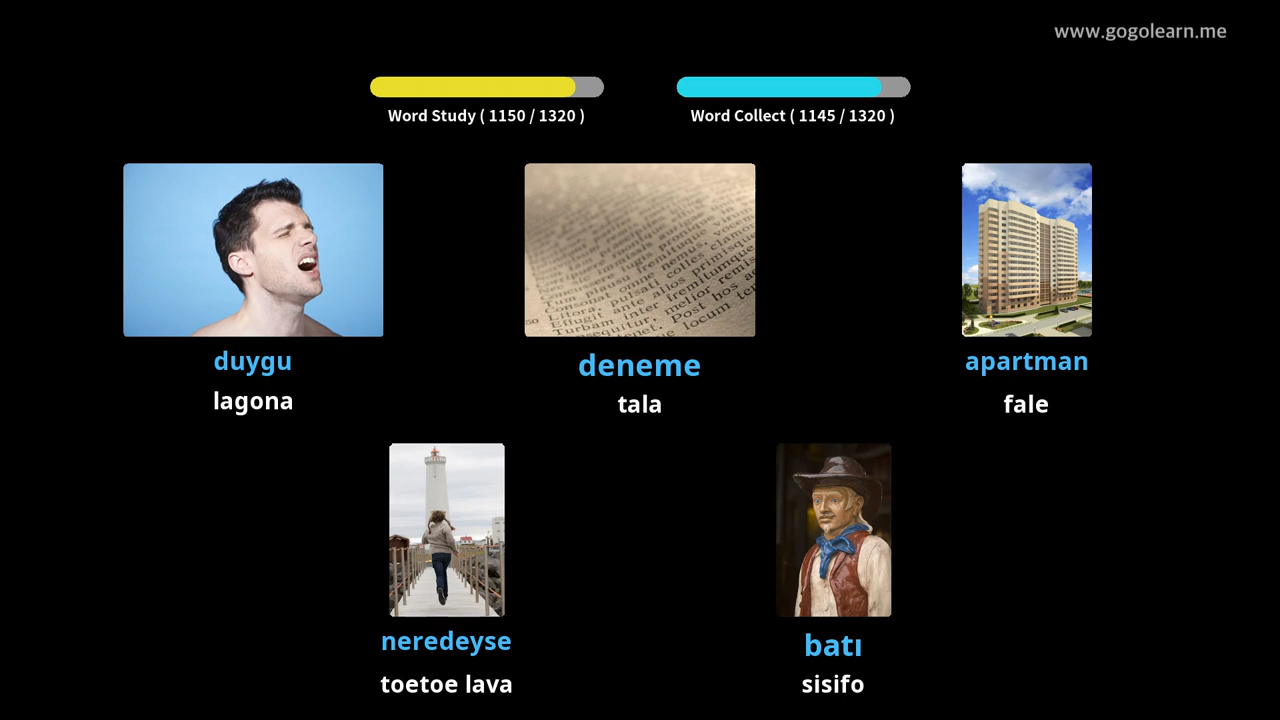 www.gogolearn.me
Word Study ( 1150 / 1320 )
Word Collect ( 1145 / 1320 )
duygu
lagona
deneme
tala
apartman
fale
neredeyse
toetoe lava
batı
sisifo